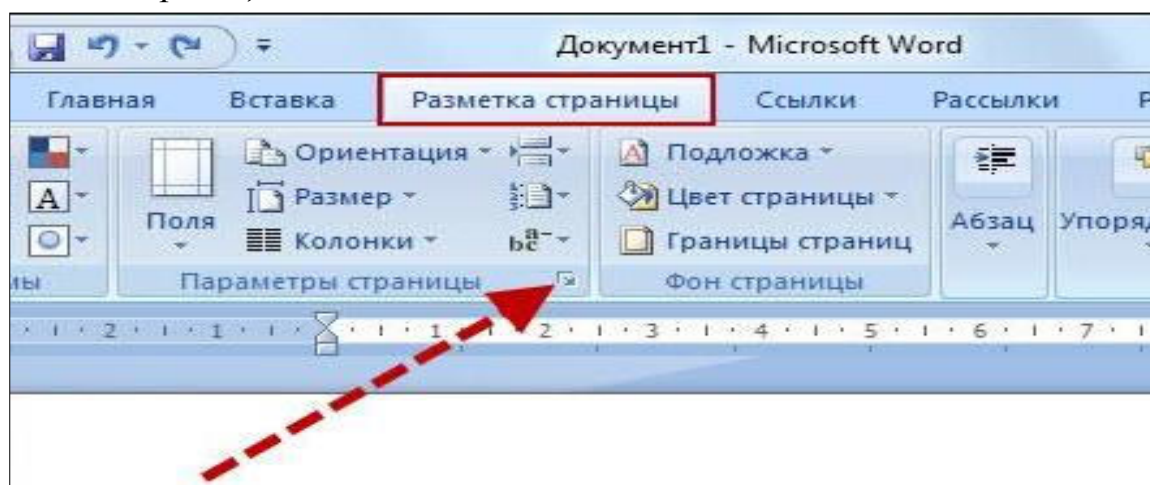 Документ1 - Microsoft Word
Главная Вставка Разметка страницы Ссылки Рассылки
Ориентация Подложка
A Размер Цвет страницы
Поля Колонки Границы страниц Абзац
Параметры страницы Фон страницы
2 1 1 2 3 4 5 6 7